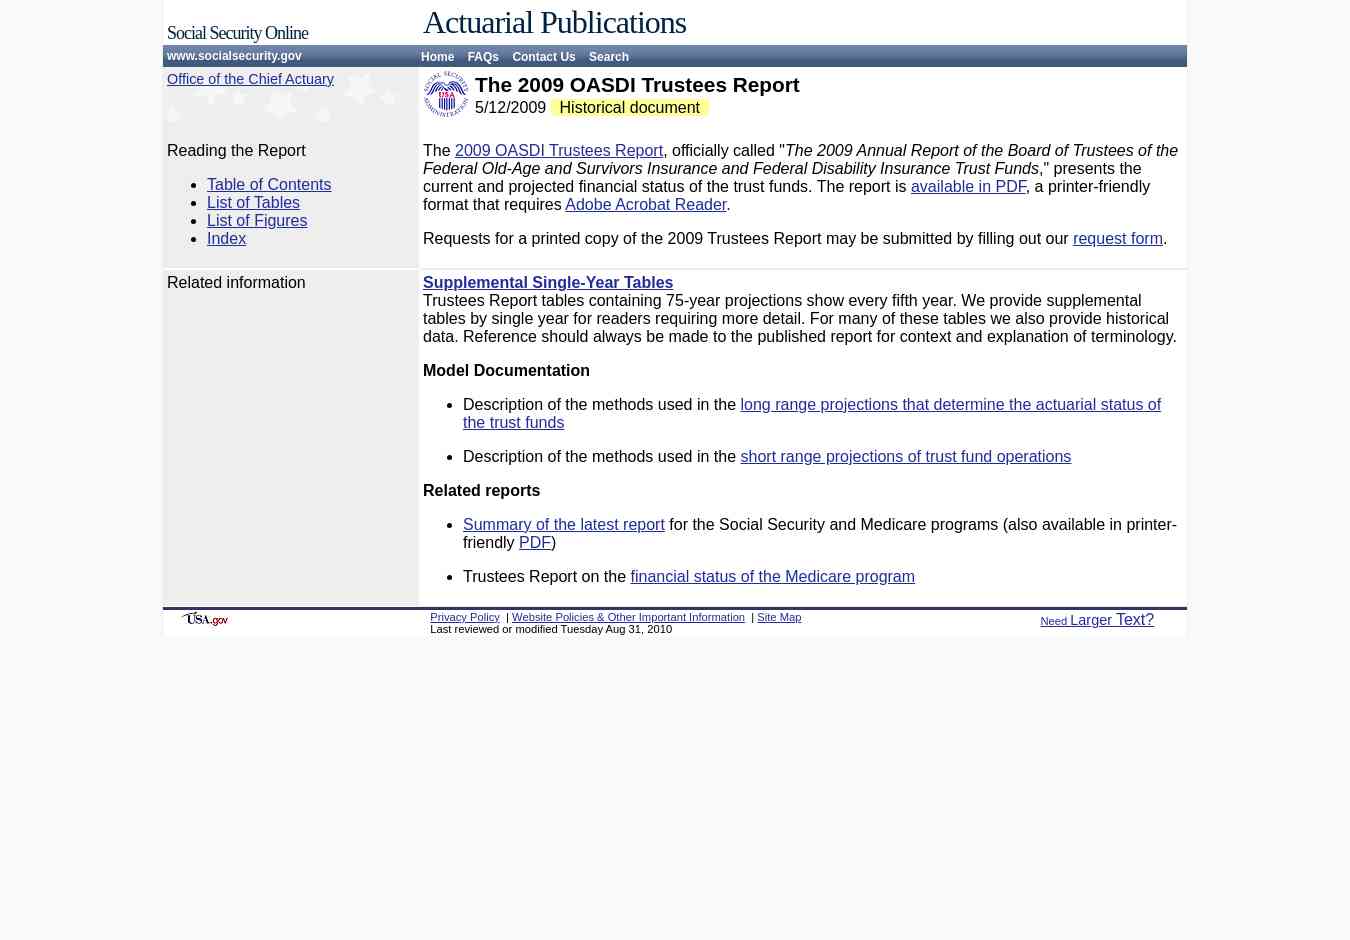 Social Security Online
Actuarial Publications
www.socialsecurity.gov
Home FAQs Contact Us Search
Office of the Chief Actuary
SOCIAL SECURITY ADMINISTRATION
USA
The 2009 OASDI Trustees Report
5/12/2009 Historical document
Reading the Report
• Table of Contents
• List of Tables
• List of Figures
• Index
The 2009 OASDI Trustees Report, officially called "The 2009 Annual Report of the Board of Trustees of the
Federal Old-Age and Survivors Insurance and Federal Disability Insurance Trust Funds," presents the
current and projected financial status of the trust funds. The report is available in PDF, a printer-friendly
format that requires Adobe Acrobat Reader.
Requests for a printed copy of the 2009 Trustees Report may be submitted by filling out our request form.
Related information
Supplemental Single-Year Tables
Trustees Report tables containing 75-year projections show every fifth year. We provide supplemental
tables by single year for readers requiring more detail. For many of these tables we also provide historical
data. Reference should always be made to the published report for context and explanation of terminology.
Model Documentation
• Description of the methods used in the long range projections that determine the actuarial status of
the trust funds
• Description of the methods used in the short range projections of trust fund operations
Related reports
• Summary of the latest report for the Social Security and Medicare programs (also available in printer-
friendly PDF)
• Trustees Report on the financial status of the Medicare program
USA.gov
Privacy Policy | Website Policies & Other Important Information | Site Map
Last reviewed or modified Tuesday Aug 31, 2010
Need Larger Text?